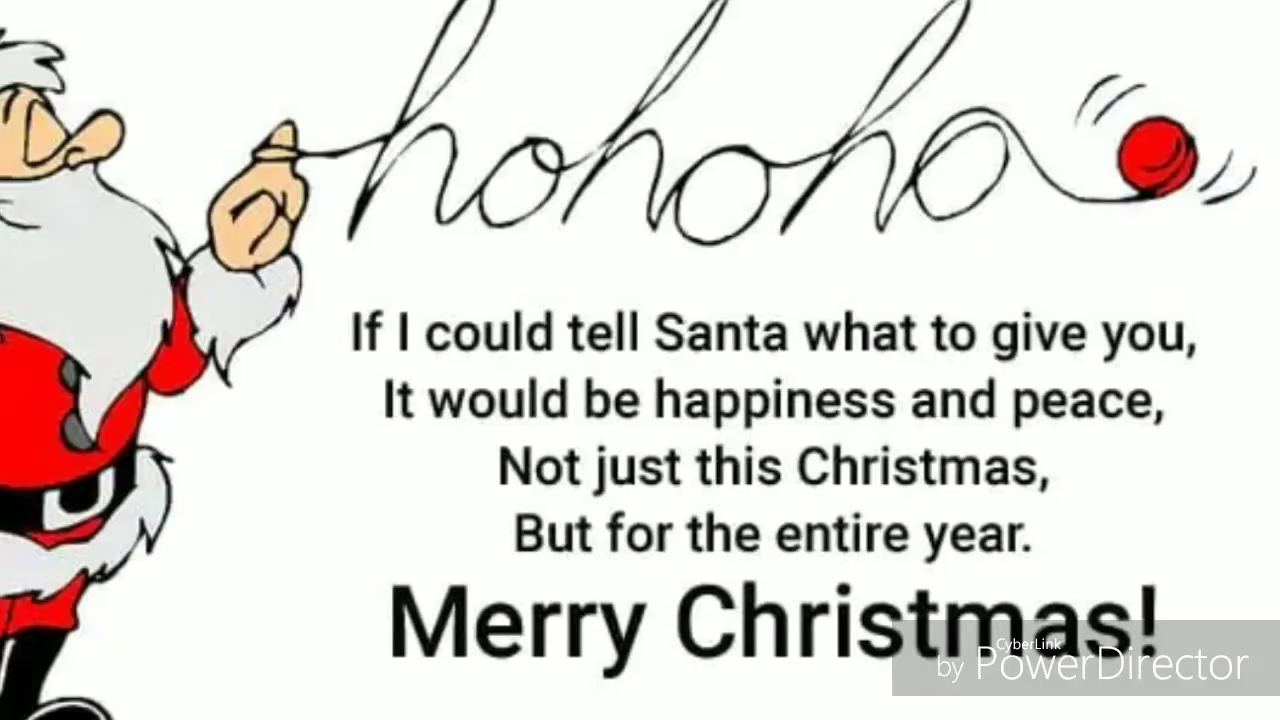 hohoho
If I could tell Santa what to give you,
It would be happiness and peace,
Not just this Christmas,
But for the entire year.
Merry Christmas!
CyberLink
by PowerDirector